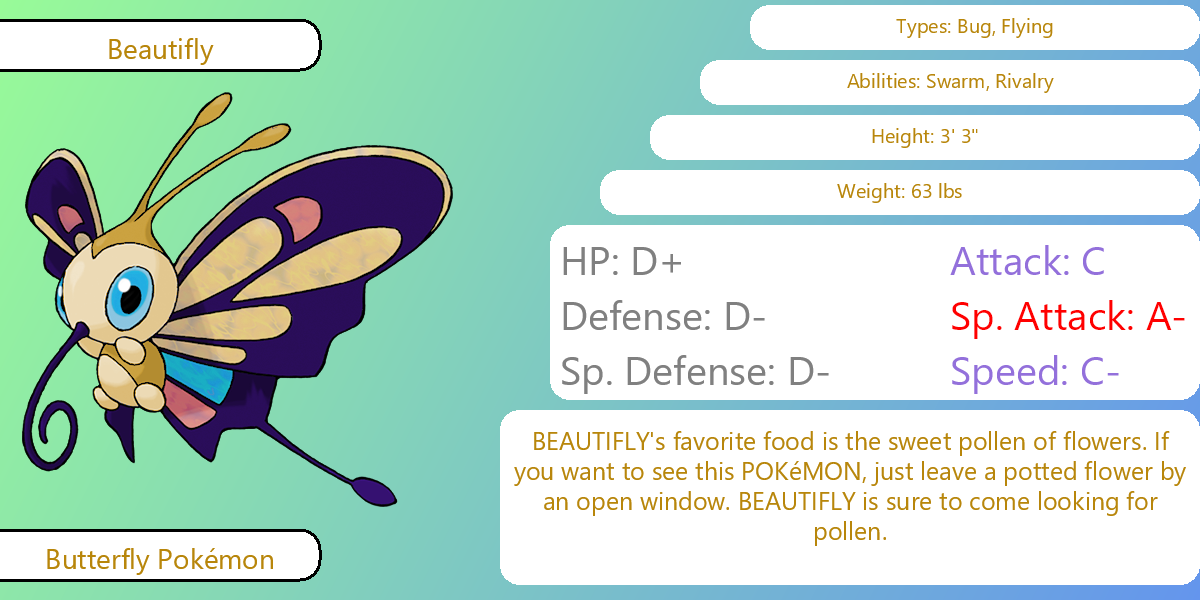 Beautifly
Types: Bug, Flying
Abilities: Swarm, Rivalry
Height: 3' 3"
Weight: 63 lbs
HP: D+
Attack: C
Defense: D-
Sp. Attack: A-
Sp. Defense: D-
Speed: C-
BEAUTIFLY's favorite food is the sweet pollen of flowers. If
you want to see this POKéMON, just leave a potted flower by
an open window. BEAUTIFLY is sure to come looking for
pollen.
Butterfly Pokémon